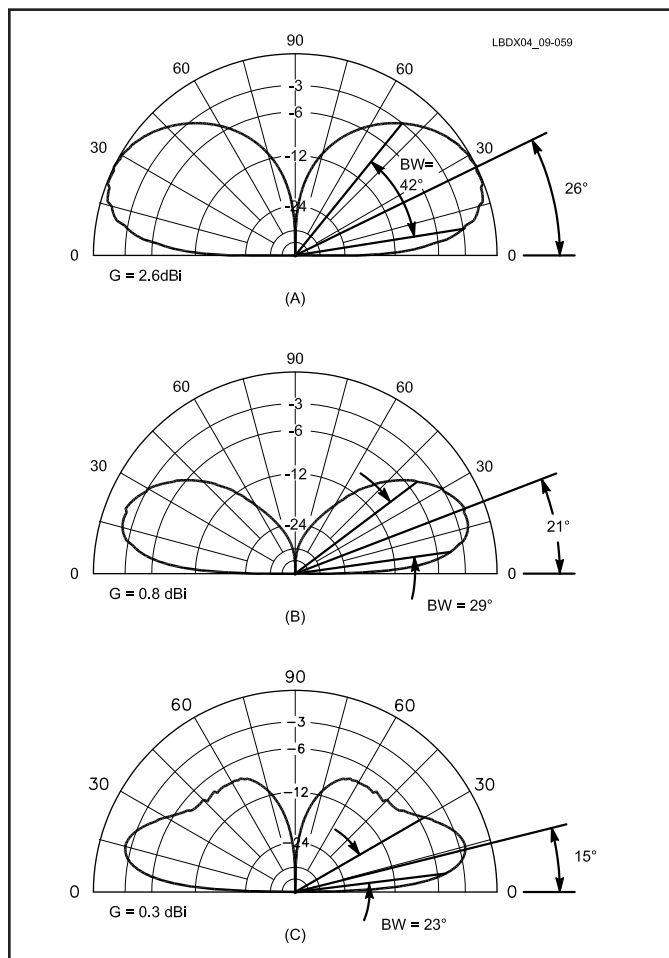 LBDX04_09-059
90
60 60
-3
-6
30 30
-12
BW=
42°
26°
-24
0 0
G = 2.6dBi
(A)
90
60 60
-3
-6
30 30
-12
-24
21°
0 0
G = 0.8 dBi
BW = 29°
(B)
90
60 60
-3
-6
30 30
-12
-24
15°
0 0
G = 0.3 dBi
BW = 23°
(C)